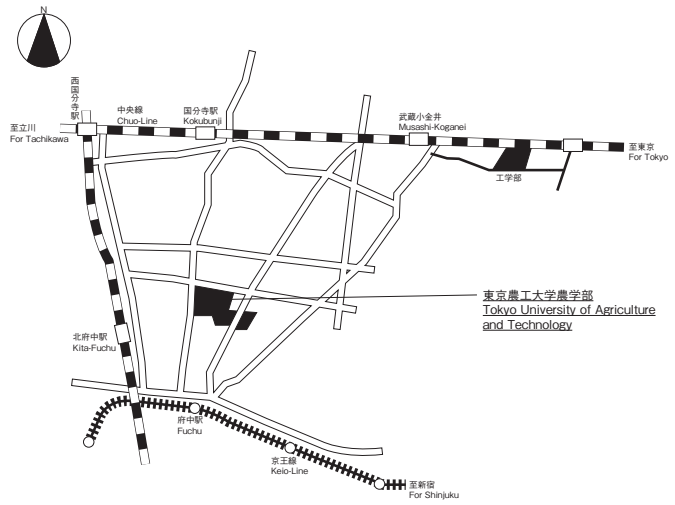 N
西国分寺駅
中央線
Chuo-Line
国分寺駅
Kokubunji
武蔵小金井
Musashi-Koganei
至立川
For Tachikawa
至東京
For Tokyo
工学部
東京農工大学農学部
Tokyo University of Agriculture
and Technology
北府中駅
Kita-Fuchu
府中駅
Fuchu
京王線
Keio-Line
至新宿
For Shinjuku